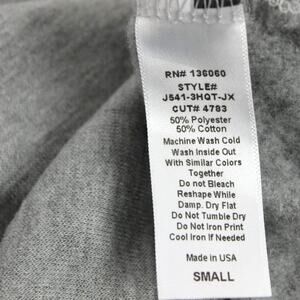 RN# 136060
STYLE#
J541-3HQT-JX
CUT# 4783
50% Polyester
50% Cotton
Machine Wash Cold
Wash Inside Out
With Similar Colors
Together
Do not Bleach
Reshape While
Damp. Dry Flat
Do Not Tumble Dry
Do Not Iron Print
Cool Iron if Needed
Made in USA
SMALL